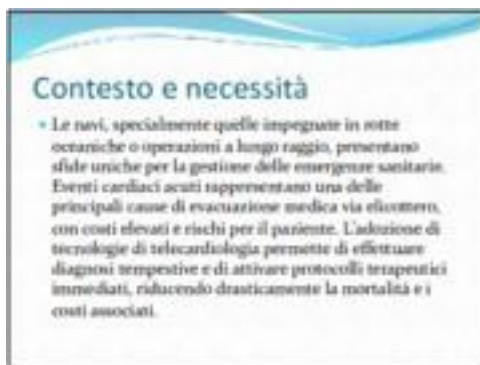 Contesto e necessità
• Le navi, specialmente quelle impegnate in rotte
oceaniche o operazioni a lungo raggio, presentano
sfide uniche per la gestione delle emergenze sanitarie.
Eventi cardiaci acuti rappresentano una delle
principali cause di evacuazione medica via elicottero,
con costi elevati e rischi per il paziente. L'adozione di
tecnologie di telecardiologia permette di effettuare
diagnosi tempestive e di attivare protocolli terapeutici
immediati, riducendo drasticamente la mortalità e i
costi associati.